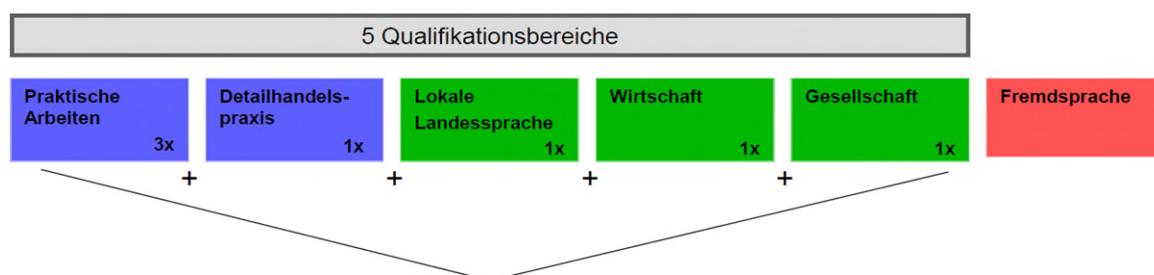 5 Qualifikationsbereiche
Praktische
Arbeiten
3x
Detailhandels-
praxis
1x
Lokale
Landessprache
1x
Wirtschaft
1x
Gesellschaft
1x
Fremdsprache
+
+
+
+